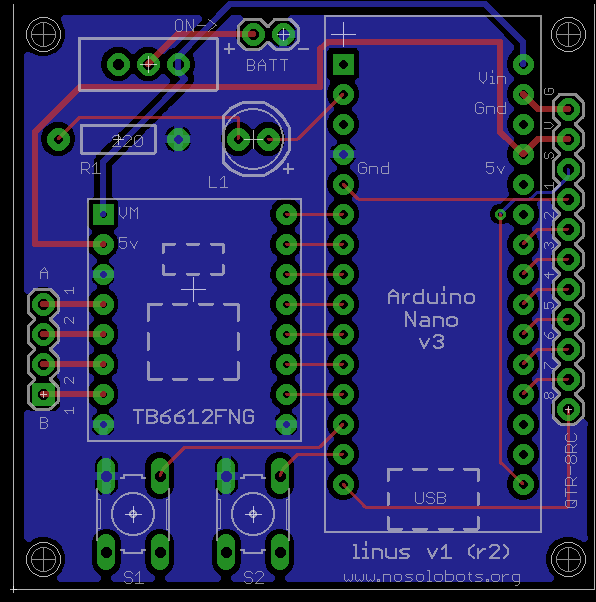 ON->
+ -
BATT
Vin
Gnd
G
V
S
220
R1
L1
+
Gnd
5v
VM
5v
1
2
3
4
5
6
7
8
A
1
2
2
1
B
Arduino
Nano
v3
TB6612FNG
USB
QTR-8RC
S1
S2
linus v1 (r2)
www.nosolobots.org